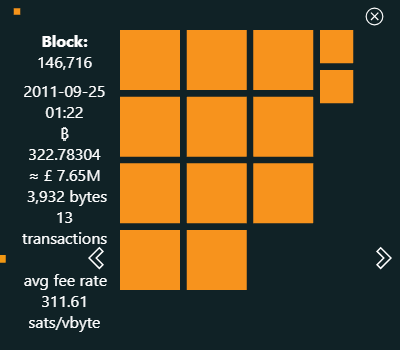 Block:
146,716
2011-09-25
01:22
฿
322.78304
≈ £ 7.65M
3,932 bytes
13
transactions
avg fee rate
311.61
sats/vbyte